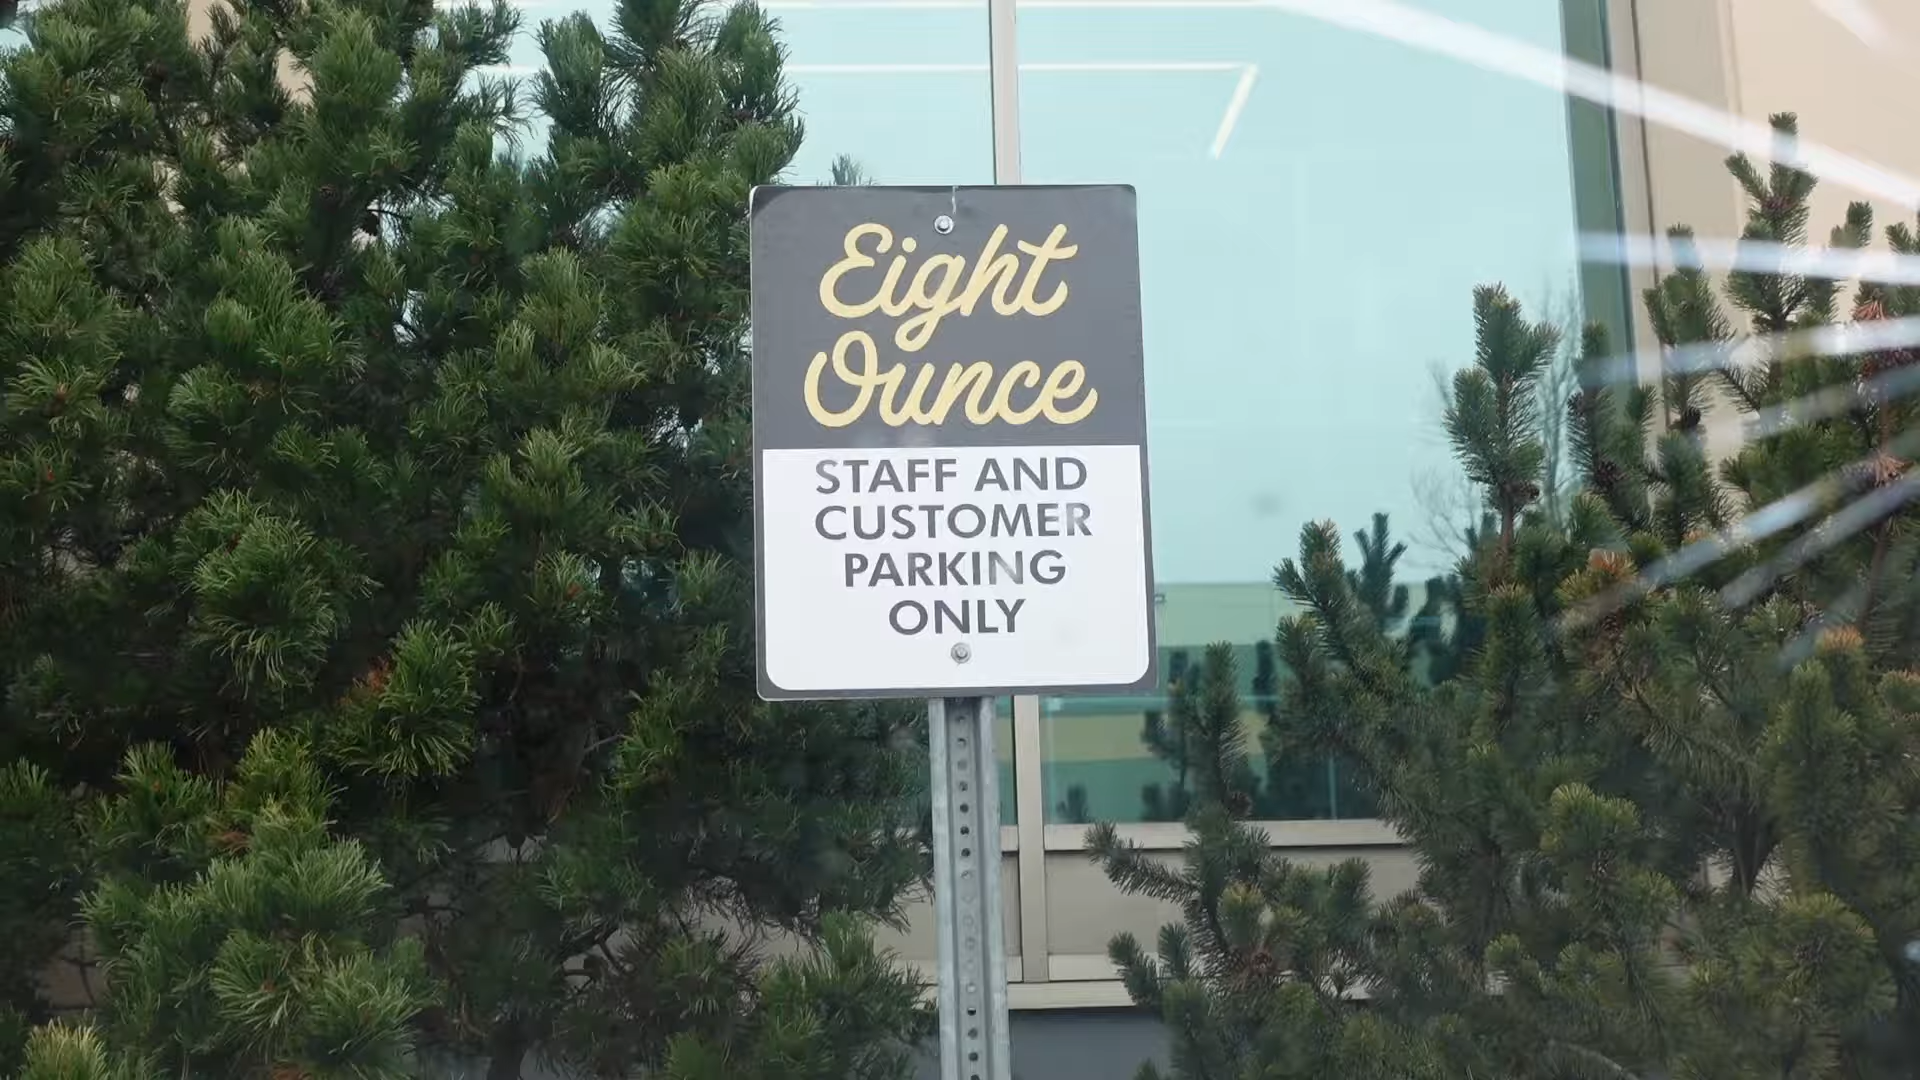 Eight
Ounce
STAFF AND
CUSTOMER
PARKING
ONLY